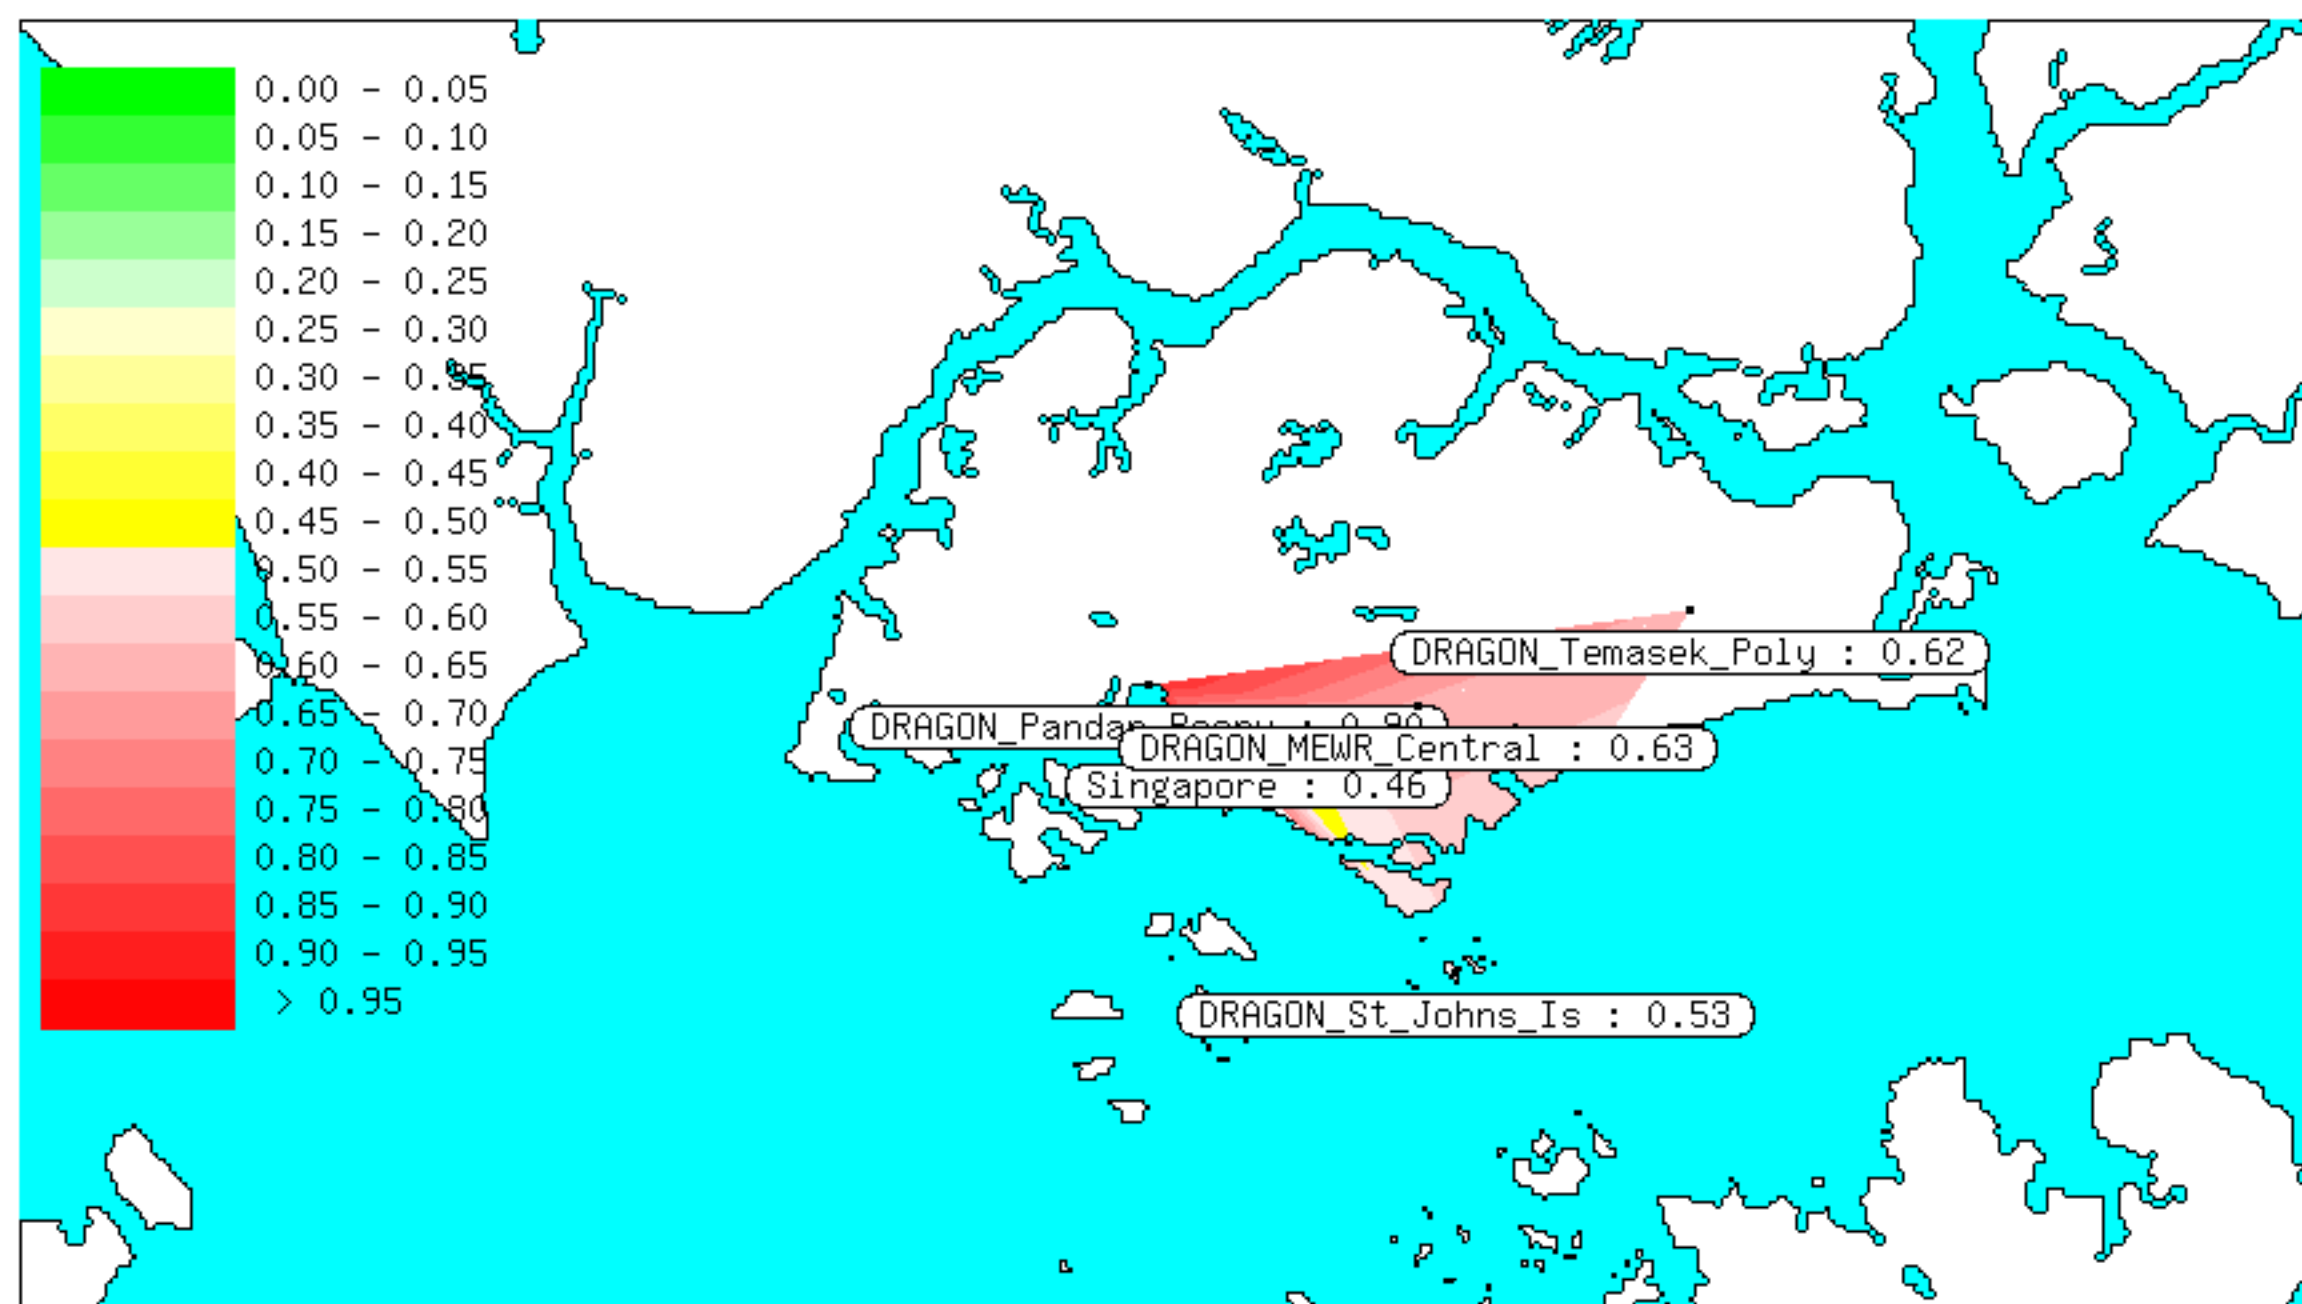 0.00 - 0.05
0.05 - 0.10
0.10 - 0.15
0.15 - 0.20
0.20 - 0.25
0.25 - 0.30
0.30 - 0.35
0.35 - 0.40
0.40 - 0.45
0.45 - 0.50
0.50 - 0.55
0.55 - 0.60
0.60 - 0.65
0.65 - 0.70
0.70 - 0.75
0.75 - 0.80
0.80 - 0.85
0.85 - 0.90
0.90 - 0.95
> 0.95
DRAGON_Temasek_Poly : 0.62
DRAGON_MEWR_Central : 0.63
Singapore : 0.46
DRAGON_St_Johns_Is : 0.53